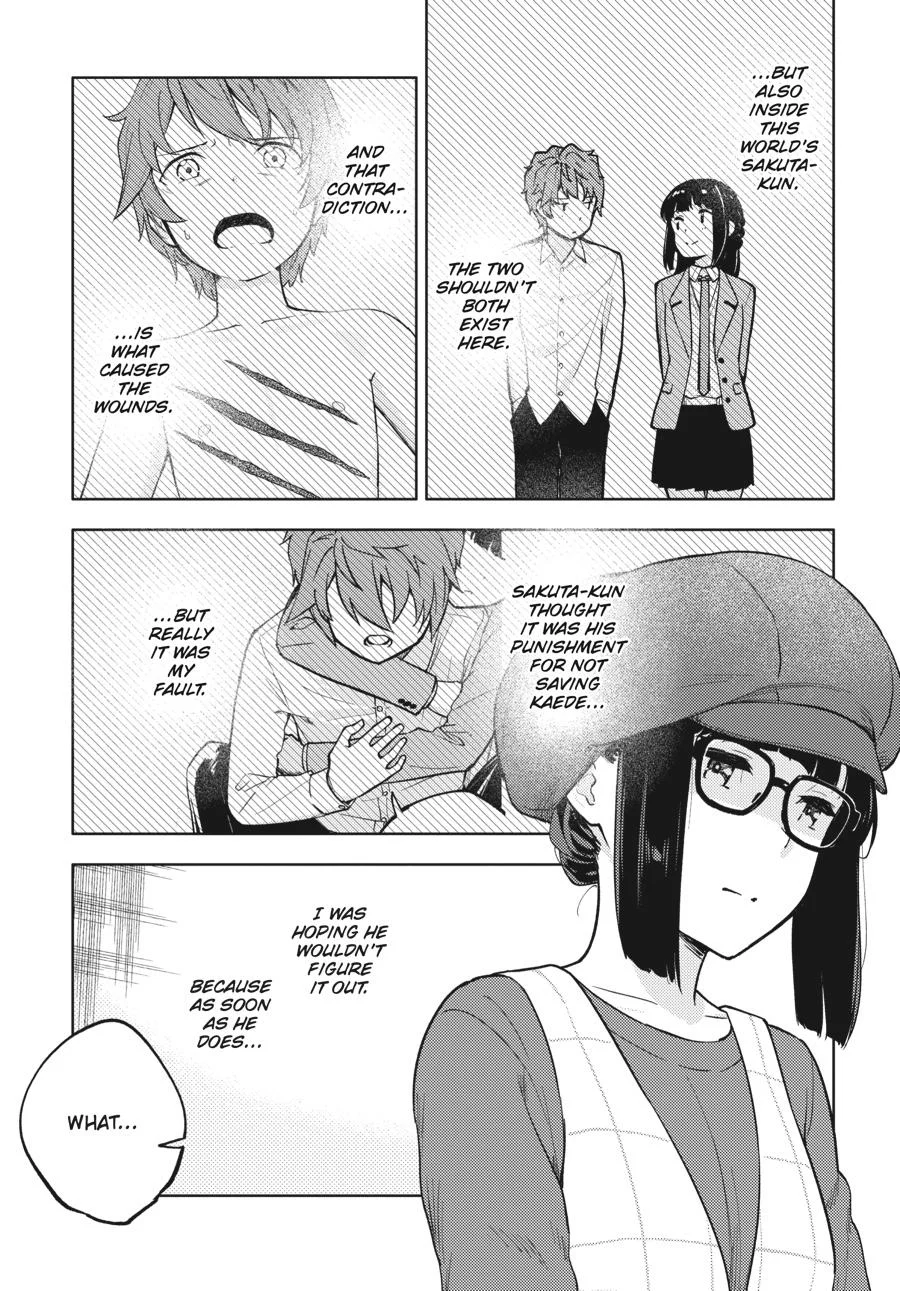 ...BUT
ALSO
INSIDE
THIS
WORLD'S
SAKUTA-
KUN.
THE TWO
SHOULDN'T
BOTH
EXIST
HERE.
AND
THAT
CONTRA-
DICTION...
...IS
WHAT
CAUSED
THE
WOUNDS.
SAKUTA-KUN
THOUGHT
IT WAS HIS
PUNISHMENT
FOR NOT
SAVING
KAEDE...
...BUT
REALLY
IT WAS
MY
FAULT.
I WAS
HOPING HE
WOULDN'T
FIGURE
IT OUT.
BECAUSE
AS SOON
AS HE
DOES...
WHAT...